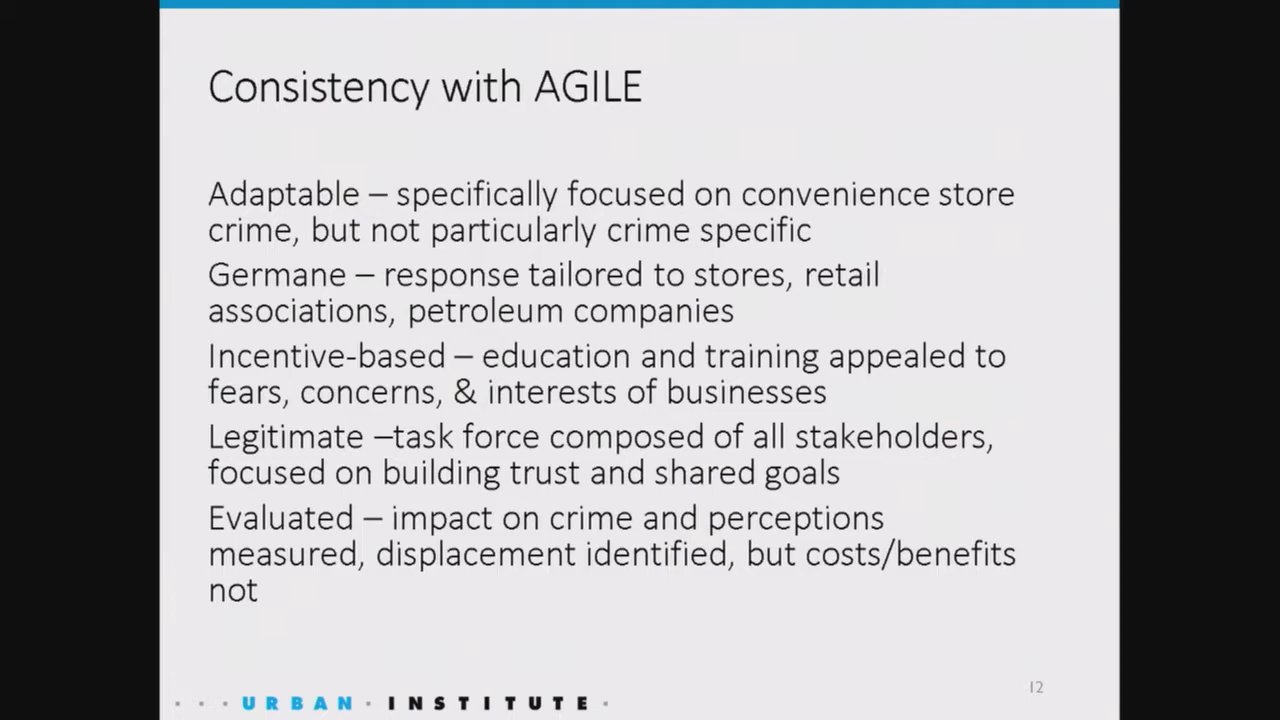 Consistency with AGILE
Adaptable – specifically focused on convenience store
crime, but not particularly crime specific
Germane – response tailored to stores, retail
associations, petroleum companies
Incentive-based – education and training appealed to
fears, concerns, & interests of businesses
Legitimate –task force composed of all stakeholders,
focused on building trust and shared goals
Evaluated – impact on crime and perceptions
measured, displacement identified, but costs/benefits
not
12
· · · URBAN · INSTITUTE ·